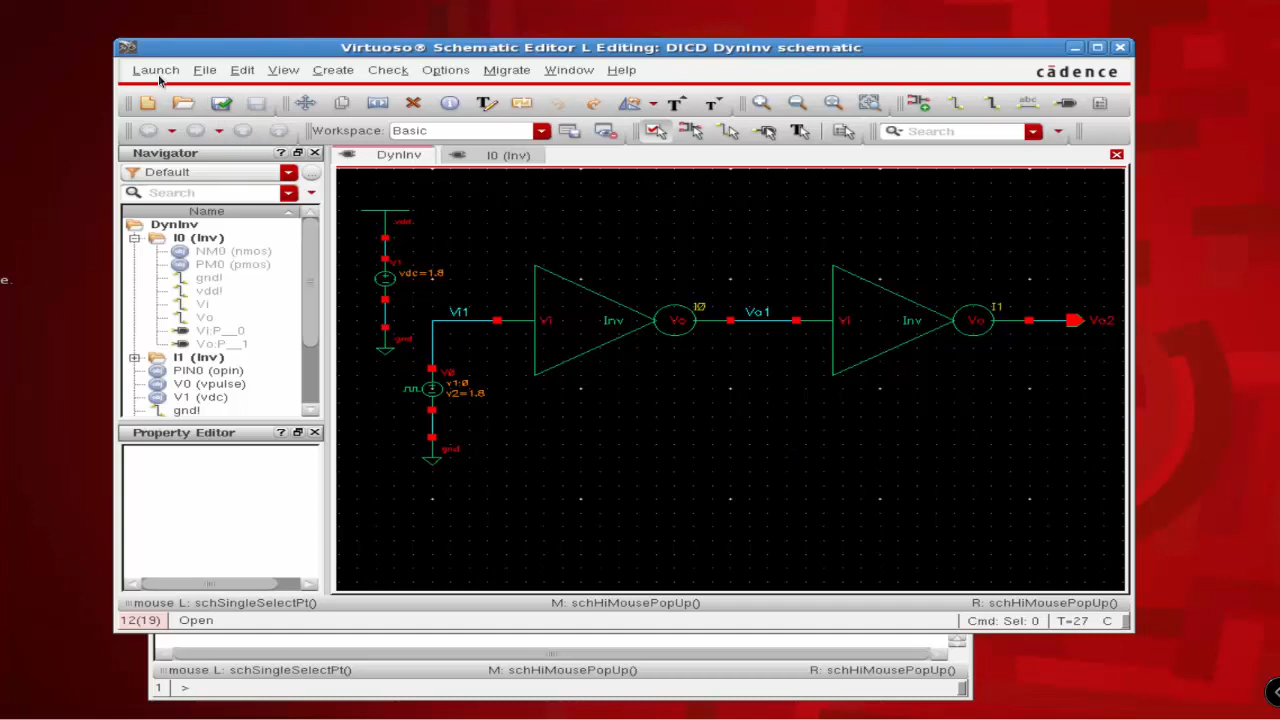 Virtuoso® Schematic Editor L Editing: DICD DynInv schematic
Launch File Edit View Create Check Options Migrate Window Help
cādence
Workspace: Basic
Search
Navigator
DynInv
I0 (Inv)
Default
Search
Name
DynInv
I0 (Inv)
NM0 (nmos)
PM0 (pmos)
gnd!
vdd!
Vi
Vo
Vi:P__0
Vo:P__1
I1 (Inv)
PIN0 (opin)
V0 (vpulse)
V1 (vdc)
gnd!
Property Editor
vdd
V1
vdc=1.8
gnd
Vi1
Vi
Inv
Vo
I0
Vo1
Vi
Inv
Vo
I1
Vo2
V0
v1:0
v2=1.8
gnd
mouse L: schSingleSelectPt()
M: schHiMousePopUp()
R: schHiMousePopUp()
12(19)
Open
Cmd: Sel: 0
T=27
C
mouse L: schSingleSelectPt()
M: schHiMousePopUp()
R: schHiMousePopUp()
1
>
e.